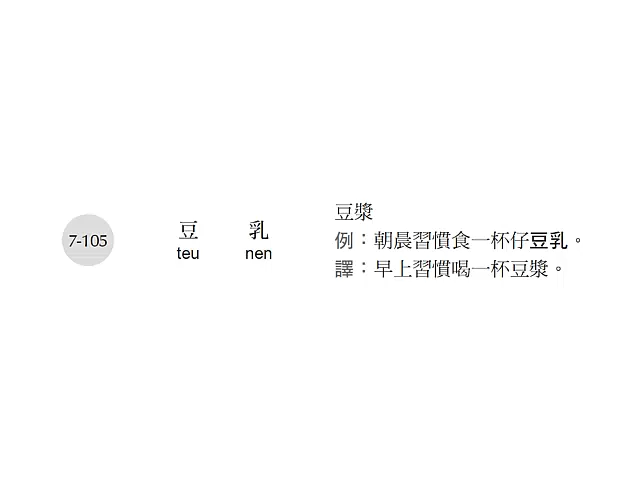 7-105
豆 乳
teu nen
豆漿
例：朝晨習慣食一杯仔豆乳。
譯：早上習慣喝一杯豆漿。